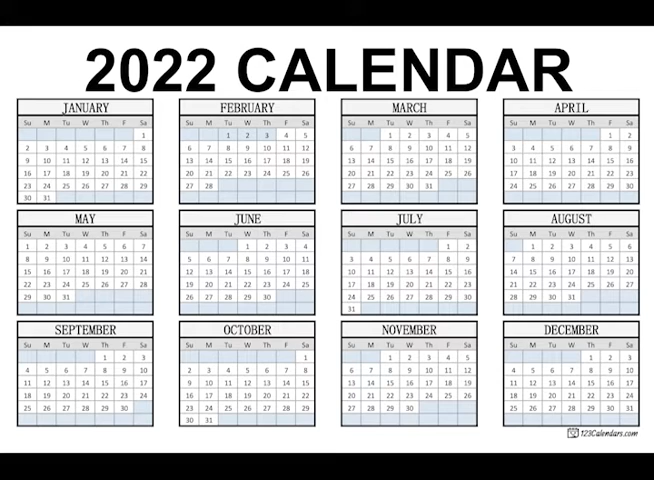 2022 CALENDAR
JANUARY
Su M Tu W Th F Sa
1
2 3 4 5 6 7 8
9 10 11 12 13 14 15
16 17 18 19 20 21 22
23 24 25 26 27 28 29
30 31
FEBRUARY
Su M Tu W Th F Sa
1 2 3 4 5
6 7 8 9 10 11 12
13 14 15 16 17 18 19
20 21 22 23 24 25 26
27 28
MARCH
Su M Tu W Th F Sa
1 2 3 4 5
6 7 8 9 10 11 12
13 14 15 16 17 18 19
20 21 22 23 24 25 26
27 28 29 30 31
APRIL
Su M Tu W Th F Sa
1 2
3 4 5 6 7 8 9
10 11 12 13 14 15 16
17 18 19 20 21 22 23
24 25 26 27 28 29 30
MAY
Su M Tu W Th F Sa
1 2 3 4 5 6 7
8 9 10 11 12 13 14
15 16 17 18 19 20 21
22 23 24 25 26 27 28
29 30 31
JUNE
Su M Tu W Th F Sa
1 2 3 4
5 6 7 8 9 10 11
12 13 14 15 16 17 18
19 20 21 22 23 24 25
26 27 28 29 30
JULY
Su M Tu W Th F Sa
1 2
3 4 5 6 7 8 9
10 11 12 13 14 15 16
17 18 19 20 21 22 23
24 25 26 27 28 29 30
31
AUGUST
Su M Tu W Th F Sa
1 2 3 4 5 6
7 8 9 10 11 12 13
14 15 16 17 18 19 20
21 22 23 24 25 26 27
28 29 30 31
SEPTEMBER
Su M Tu W Th F Sa
1 2 3
4 5 6 7 8 9 10
11 12 13 14 15 16 17
18 19 20 21 22 23 24
25 26 27 28 29 30
OCTOBER
Su M Tu W Th F Sa
1
2 3 4 5 6 7 8
9 10 11 12 13 14 15
16 17 18 19 20 21 22
23 24 25 26 27 28 29
30 31
NOVEMBER
Su M Tu W Th F Sa
1 2 3 4 5
6 7 8 9 10 11 12
13 14 15 16 17 18 19
20 21 22 23 24 25 26
27 28 29 30
DECEMBER
Su M Tu W Th F Sa
1 2 3
4 5 6 7 8 9 10
11 12 13 14 15 16 17
18 19 20 21 22 23 24
25 26 27 28 29 30 31
123Calendars.com